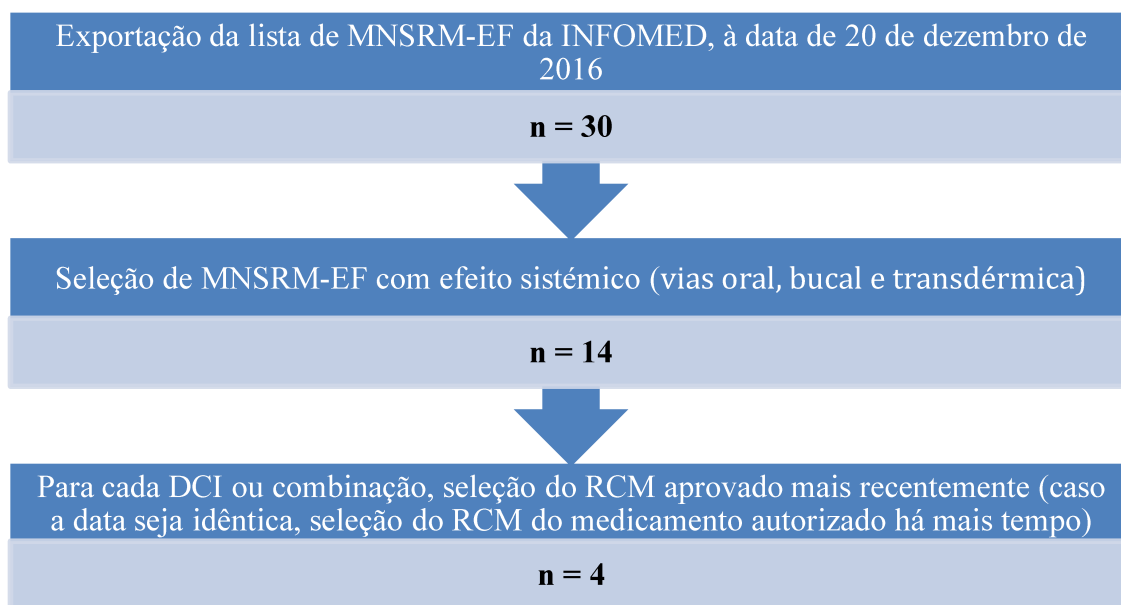 Exportação da lista de MNSRM-EF da INFOMED, à data de 20 de dezembro de
2016
n = 30
Seleção de MNSRM-EF com efeito sistémico (vias oral, bucal e transdérmica)
n = 14
Para cada DCI ou combinação, seleção do RCM aprovado mais recentemente (caso
a data seja idêntica, seleção do RCM do medicamento autorizado há mais tempo)
n = 4